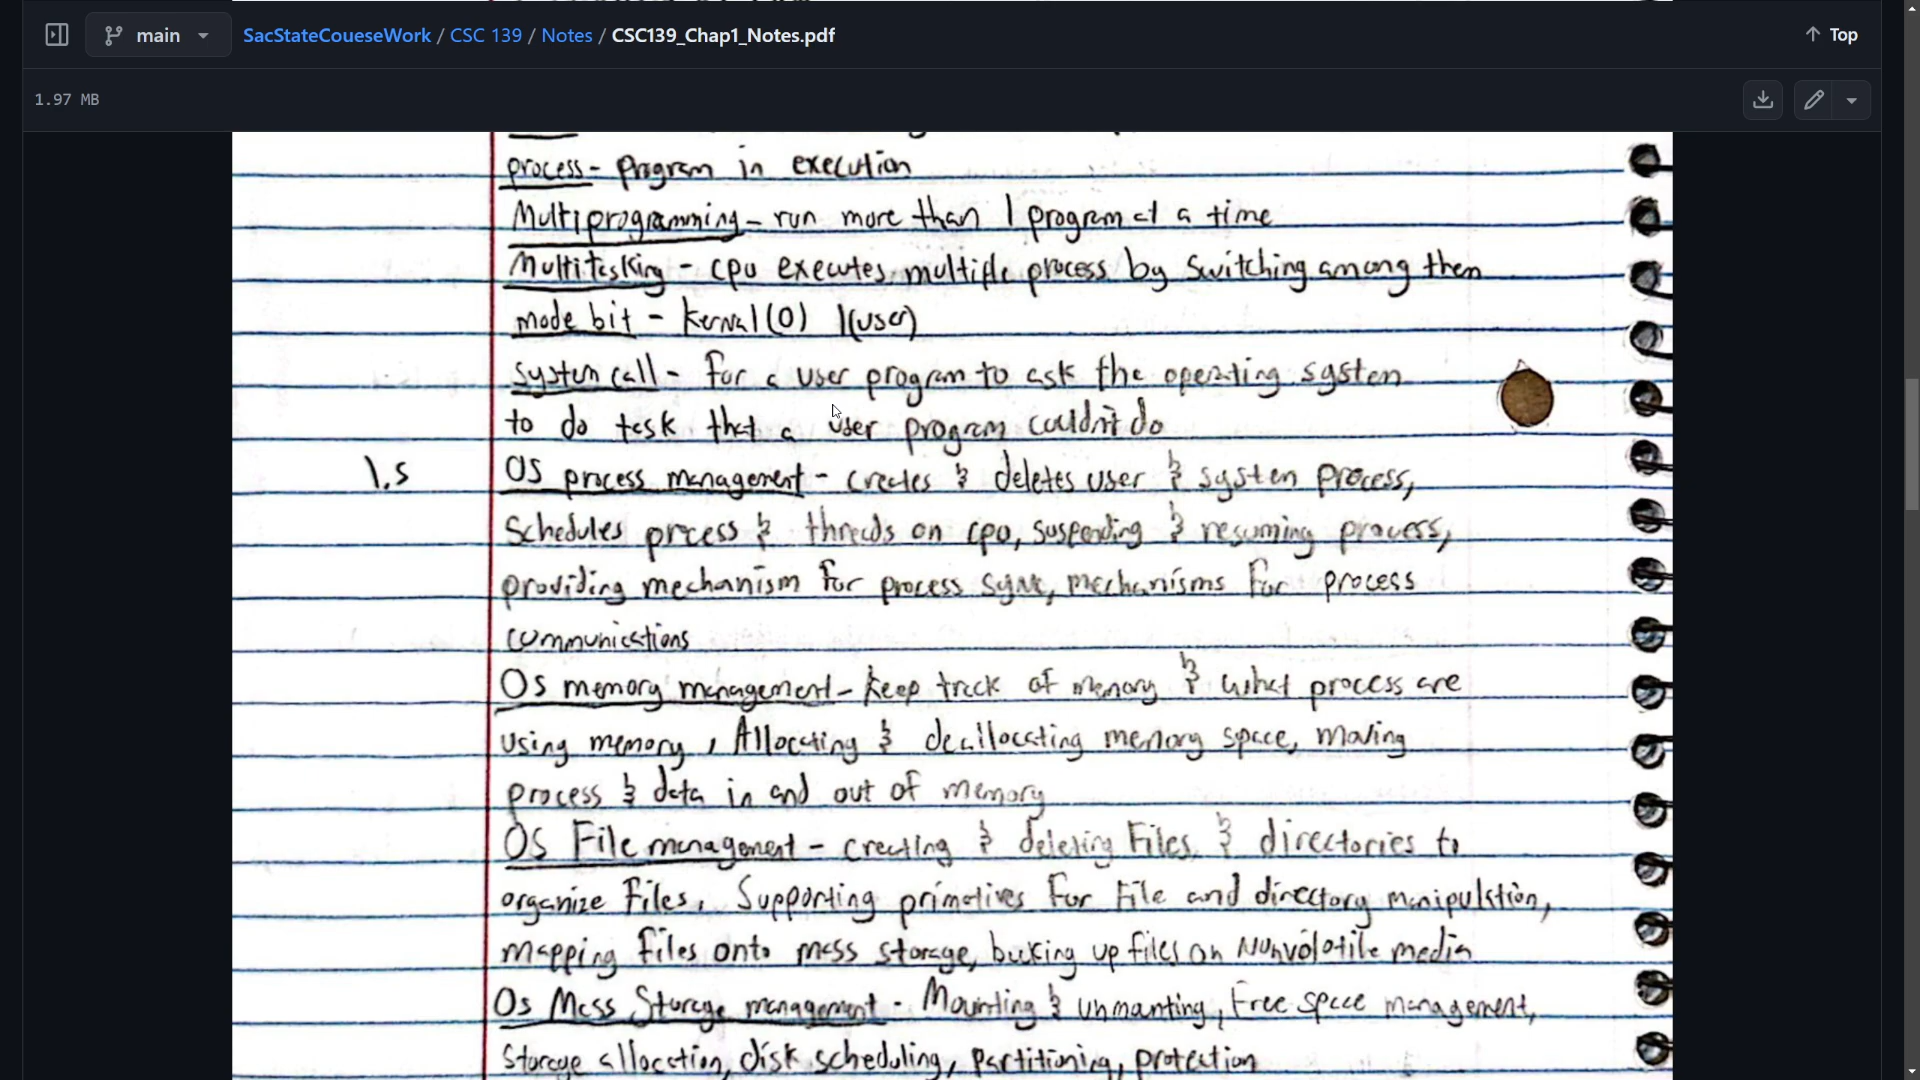 main SacStateCoueseWork / CSC 139 / Notes / CSC139_Chap1_Notes.pdf Top
1.97 MB
process - program in execution
Multiprogramming - run more than 1 program at a time
Multitasking - cpu executes multiple process by switching among them
mode bit - kernal (0) 1(user)
System call - for a user program to ask the operating system
to do task that a user program couldn't do
1.5 OS process management - creates & deletes user & system process,
Schedules prcess & threads on cpu, suspending & resuming process,
providing mechanism for process sync, mechanisms for process
communications
Os memory management - keep track of memory & what process are
using memory, Allocating & deallocating memory space, moving
process & data in and out of memory
OS File management - creating & deleting Files & directories to
organize files, Supporting primatives for file and directory manipulation,
mapping files onto mass storage, backing up files on Nonvolatile media
Os Mass Storage management - Mounting & unmounting, Free space management,
Storage allocation, disk scheduling, partitioning, protection